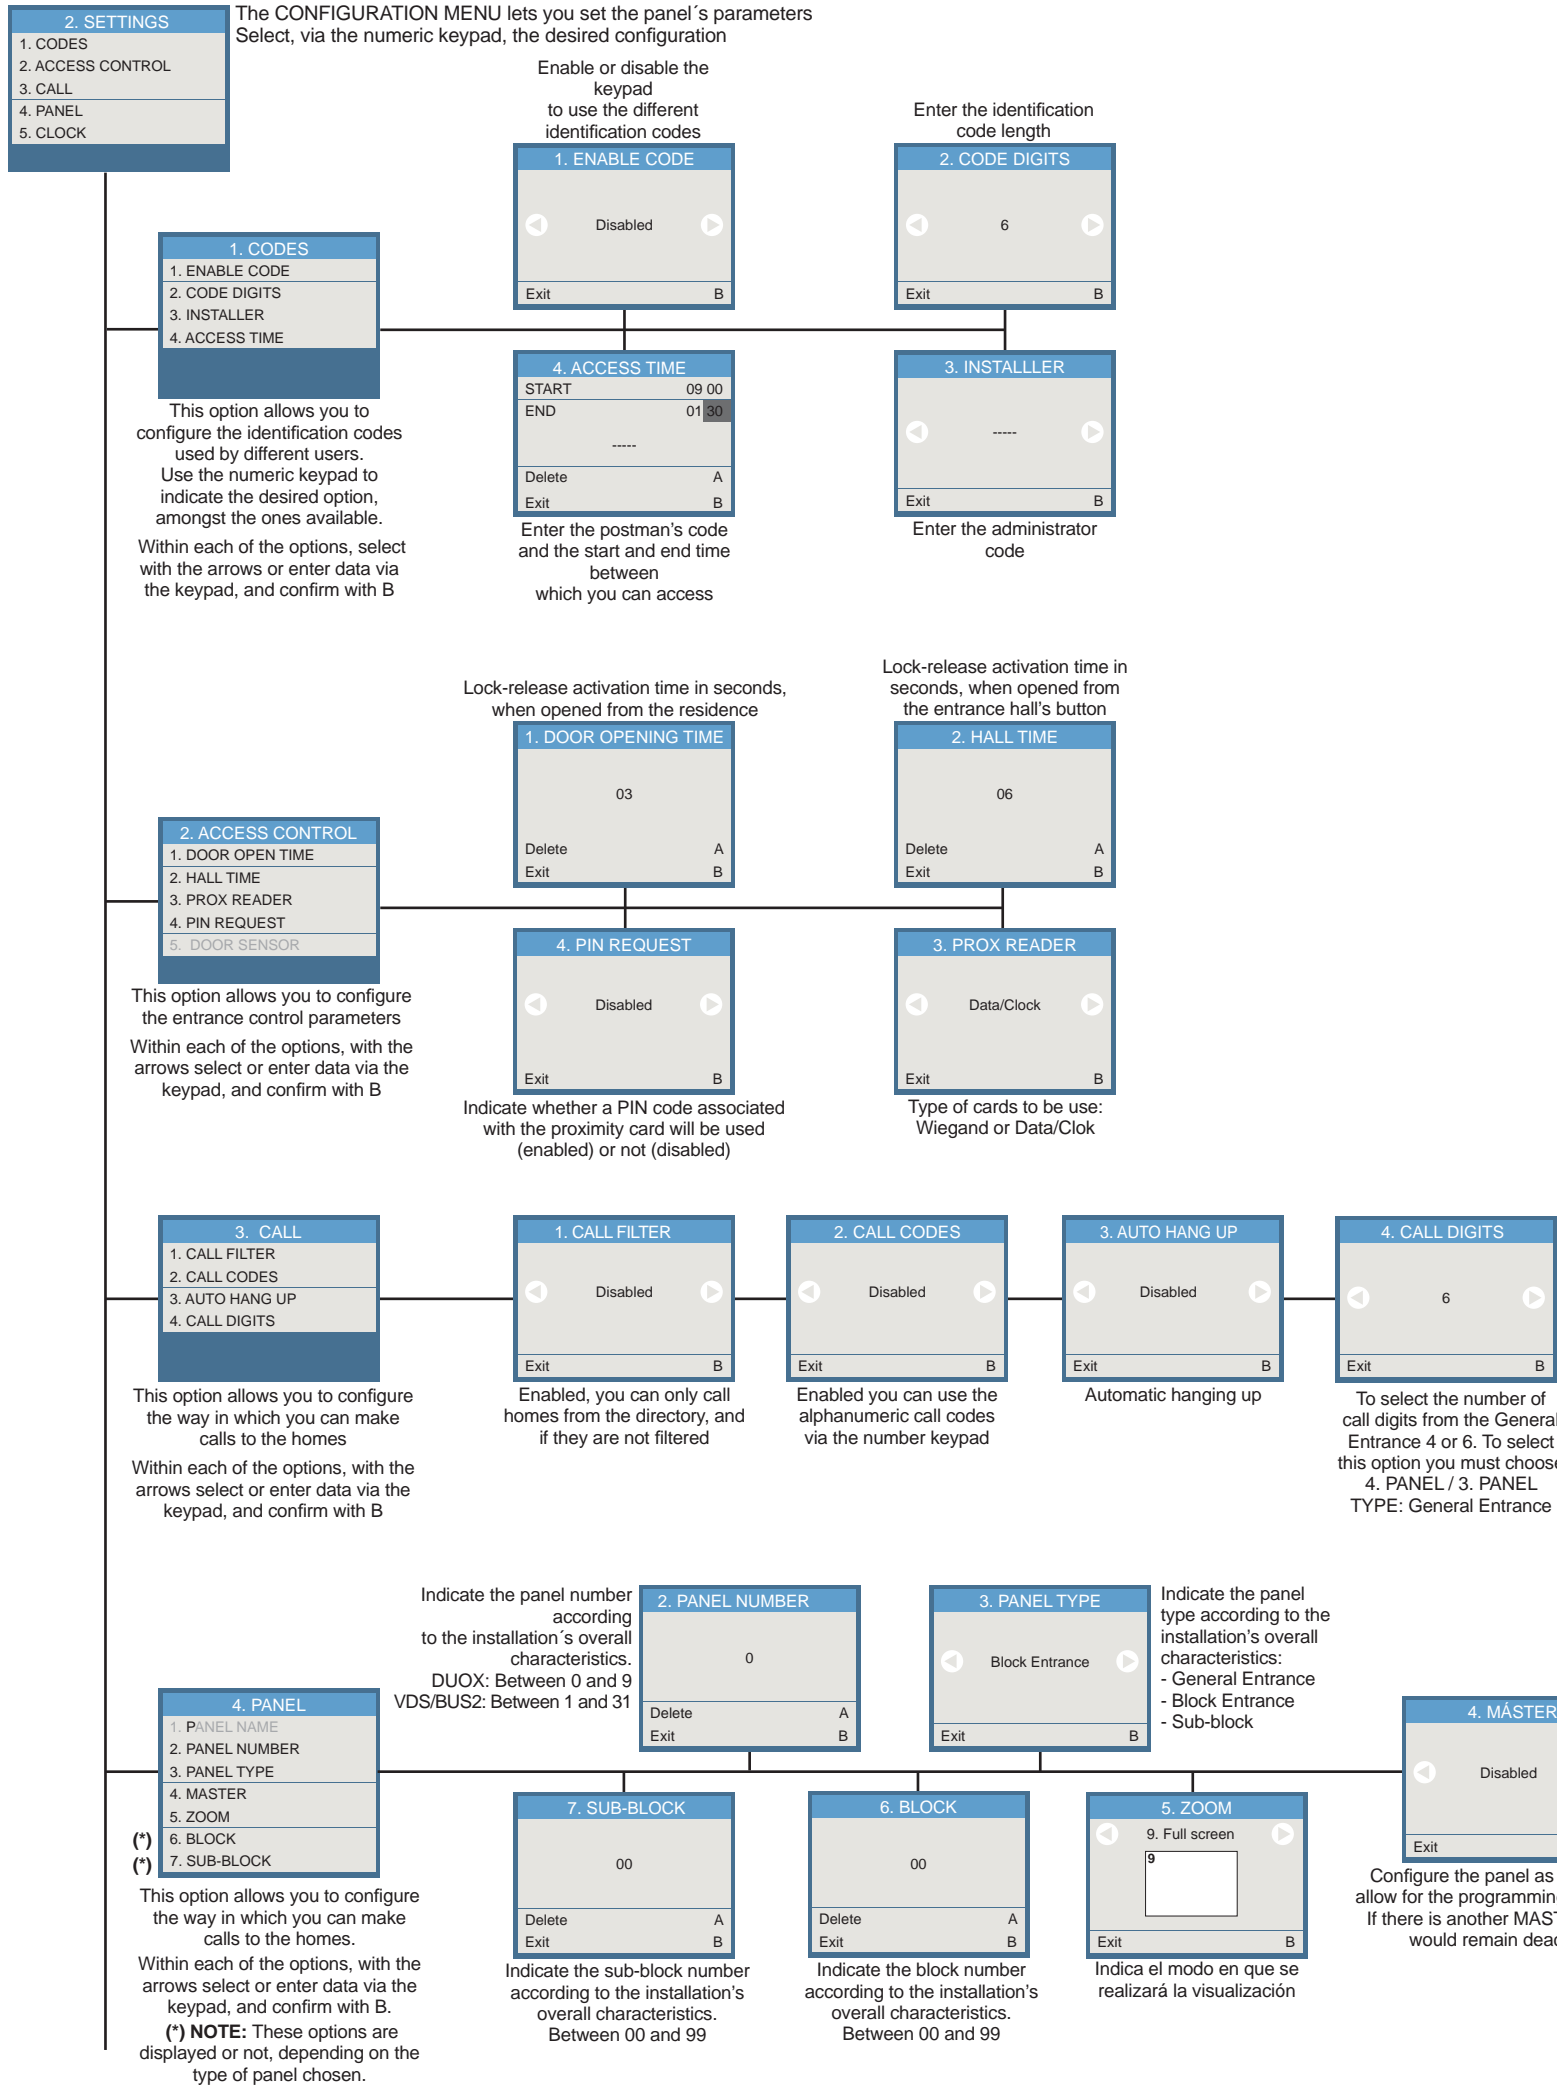 2. SETTINGS
1. CODES
2. ACCESS CONTROL
3. CALL
4. PANEL
5. CLOCK
The CONFIGURATION MENU lets you set the panel´s parameters
Select, via the numeric keypad, the desired configuration
Enable or disable the
keypad
to use the different
identification codes
1. ENABLE CODE
Disabled
Exit B
Enter the identification
code length
2. CODE DIGITS
6
Exit B
1. CODES
1. ENABLE CODE
2. CODE DIGITS
3. INSTALLER
4. ACCESS TIME
This option allows you to
configure the identification codes
used by different users.
Use the numeric keypad to
indicate the desired option,
amongst the ones available.
Within each of the options, select
with the arrows or enter data via
the keypad, and confirm with B
4. ACCESS TIME
START 09 00
END 01 30
-----
Delete A
Exit B
Enter the postman's code
and the start and end time
between
which you can access
3. INSTALLLER
-----
Exit B
Enter the administrator
code
Lock-release activation time in seconds,
when opened from the residence
1. DOOR OPENING TIME
03
Delete A
Exit B
Lock-release activation time in
seconds, when opened from
the entrance hall's button
2. HALL TIME
06
Delete A
Exit B
2. ACCESS CONTROL
1. DOOR OPEN TIME
2. HALL TIME
3. PROX READER
4. PIN REQUEST
5. DOOR SENSOR
This option allows you to configure
the entrance control parameters
Within each of the options, with the
arrows select or enter data via the
keypad, and confirm with B
4. PIN REQUEST
Disabled
Exit B
Indicate whether a PIN code associated
with the proximity card will be used
(enabled) or not (disabled)
3. PROX READER
Data/Clock
Exit B
Type of cards to be use:
Wiegand or Data/Clok
3. CALL
1. CALL FILTER
2. CALL CODES
3. AUTO HANG UP
4. CALL DIGITS
This option allows you to configure
the way in which you can make
calls to the homes
Within each of the options, with the
arrows select or enter data via the
keypad, and confirm with B
1. CALL FILTER
Disabled
Exit B
Enabled, you can only call
homes from the directory, and
if they are not filtered
2. CALL CODES
Disabled
Exit B
Enabled you can use the
alphanumeric call codes
via the number keypad
3. AUTO HANG UP
Disabled
Exit B
Automatic hanging up
4. CALL DIGITS
6
Exit B
To select the number of
call digits from the General
Entrance 4 or 6. To select
this option you must choose
4. PANEL / 3. PANEL
TYPE: General Entrance
Indicate the panel number
according
to the installation´s overall
characteristics.
DUOX: Between 0 and 9
VDS/BUS2: Between 1 and 31
2. PANEL NUMBER
0
Delete A
Exit B
3. PANEL TYPE
Block Entrance
Exit B
Indicate the panel
type according to the
installation's overall
characteristics:
- General Entrance
- Block Entrance
- Sub-block
4. PANEL
1. PANEL NAME
2. PANEL NUMBER
3. PANEL TYPE
4. MASTER
5. ZOOM
(*) 6. BLOCK
(*) 7. SUB-BLOCK
This option allows you to configure
the way in which you can make
calls to the homes.
Within each of the options, with the
arrows select or enter data via the
keypad, and confirm with B.
(*) NOTE: These options are
displayed or not, depending on the
type of panel chosen.
7. SUB-BLOCK
00
Delete A
Exit B
Indicate the sub-block number
according to the installation's
overall characteristics.
Between 00 and 99
6. BLOCK
00
Delete A
Exit B
Indicate the block number
according to the installation's
overall characteristics.
Between 00 and 99
5. ZOOM
9. Full screen
9
Exit B
Indica el modo en que se
realizará la visualización
4. MÁSTER
Disabled
Exit
Configure the panel as
allow for the programming
If there is another MAST
would remain dea